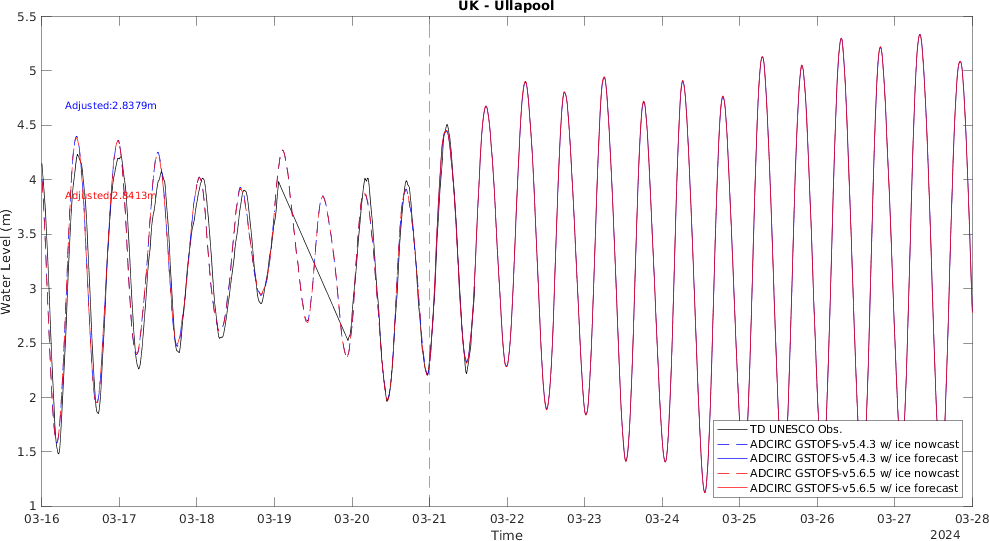 UK - Ullapool
5.5
5
4.5
4
3.5
3
2.5
2
1.5
1
Water Level (m)
Adjusted:2.8379m
Adjusted:2.8413m
TD UNESCO Obs.
ADCIRC GSTOFS-v5.4.3 w/ ice nowcast
ADCIRC GSTOFS-v5.4.3 w/ ice forecast
ADCIRC GSTOFS-v5.6.5 w/ ice nowcast
ADCIRC GSTOFS-v5.6.5 w/ ice forecast
03-16 03-17 03-18 03-19 03-20 03-21 03-22 03-23 03-24 03-25 03-26 03-27 03-28
Time
2024